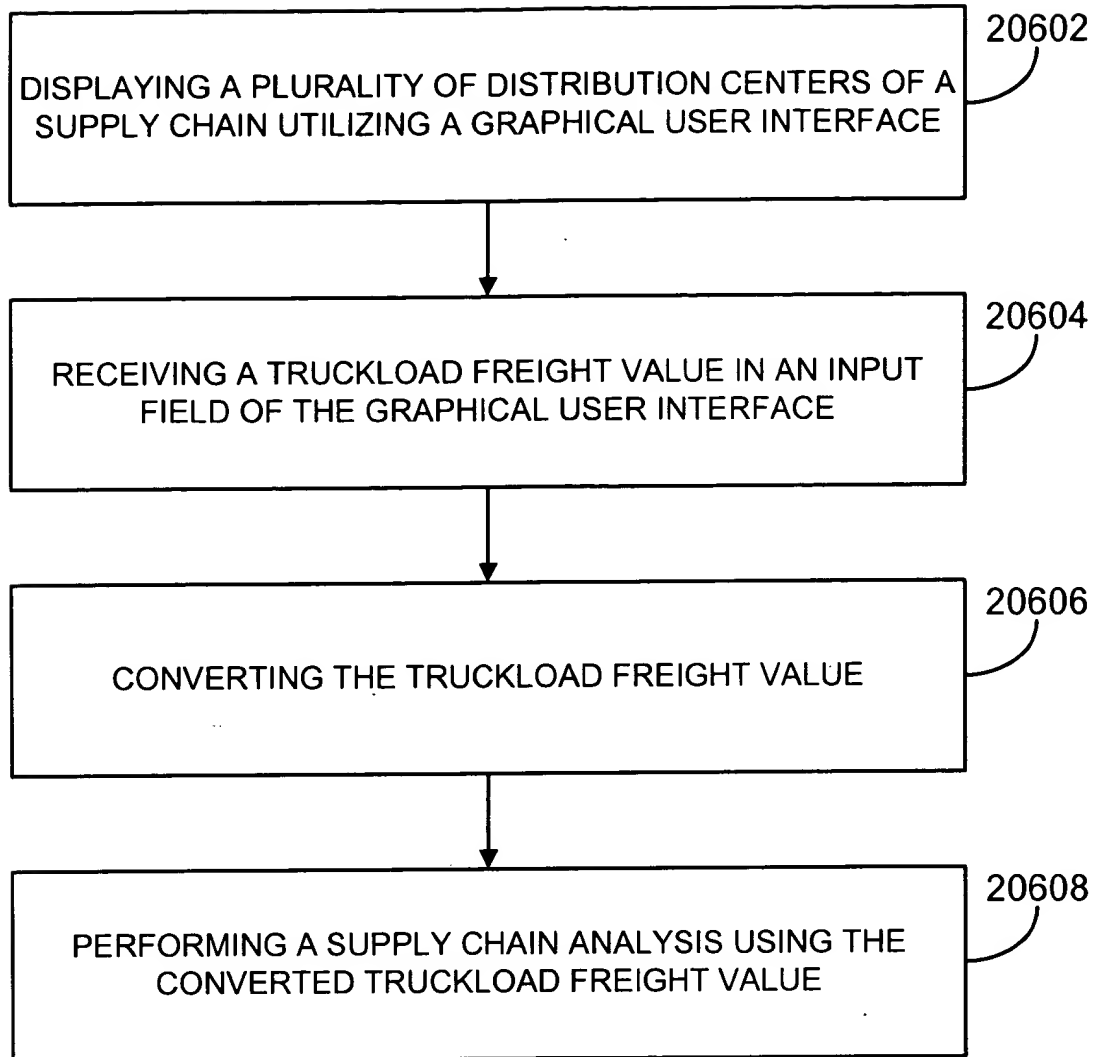 20602
DISPLAYING A PLURALITY OF DISTRIBUTION CENTERS OF A
SUPPLY CHAIN UTILIZING A GRAPHICAL USER INTERFACE
20604
RECEIVING A TRUCKLOAD FREIGHT VALUE IN AN INPUT
FIELD OF THE GRAPHICAL USER INTERFACE
20606
CONVERTING THE TRUCKLOAD FREIGHT VALUE
20608
PERFORMING A SUPPLY CHAIN ANALYSIS USING THE
CONVERTED TRUCKLOAD FREIGHT VALUE